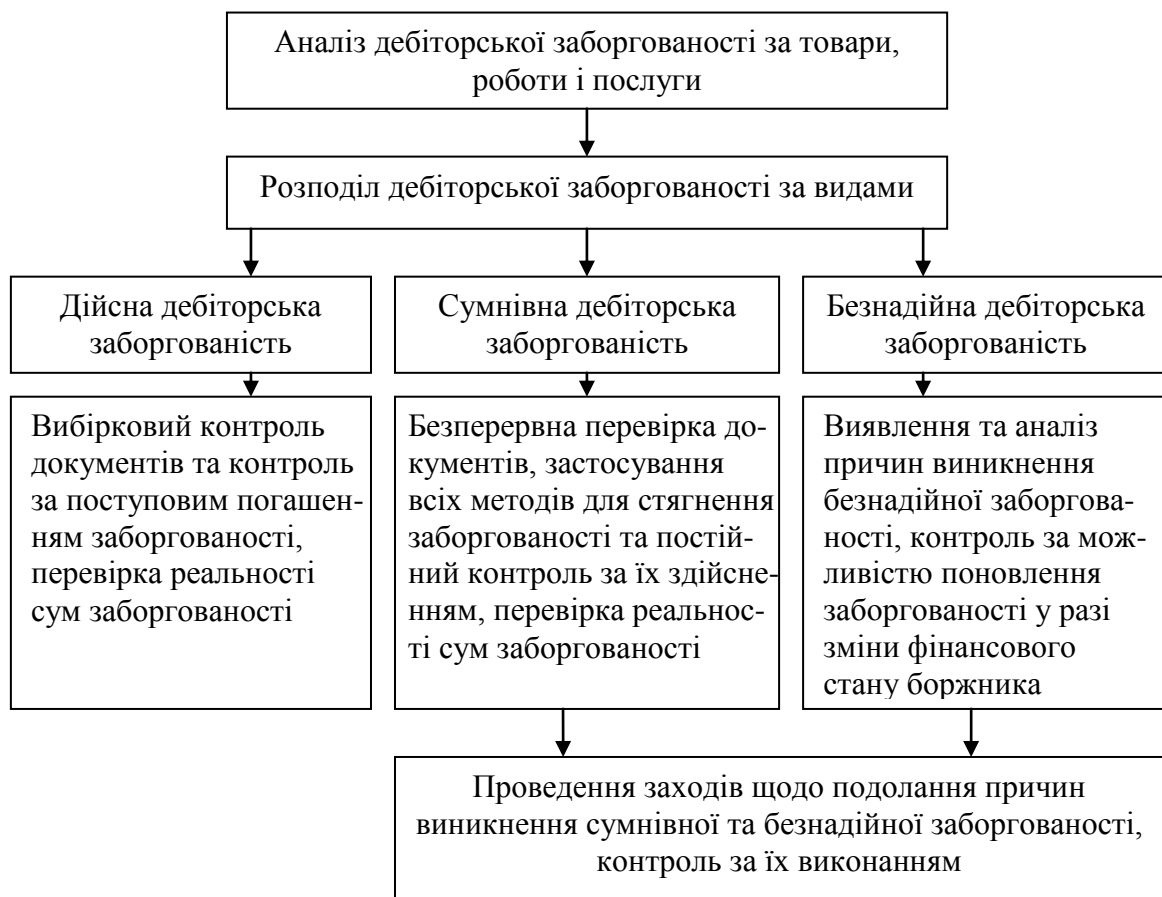 Аналіз дебіторської заборгованості за товари,
роботи і послуги
Розподіл дебіторської заборгованості за видами
Дійсна дебіторська
заборгованість
Сумнівна дебіторська
заборгованість
Безнадійна дебіторська
заборгованість
Вибірковий контроль
документів та контроль
за поступовим погашен-
ням заборгованості,
перевірка реальності
сум заборгованості
Безперервна перевірка до-
кументів, застосування
всіх методів для стягнення
заборгованості та постій-
ний контроль за їх здійсне-
нням, перевірка реальнос-
ті сум заборгованості
Виявлення та аналіз
причин виникнення
безнадійної заборгова-
ності, контроль за мож-
ливістю поновлення
заборгованості у разі
зміни фінансового
стану боржника
Проведення заходів щодо подолання причин
виникнення сумнівної та безнадійної заборгованості,
контроль за їх виконанням